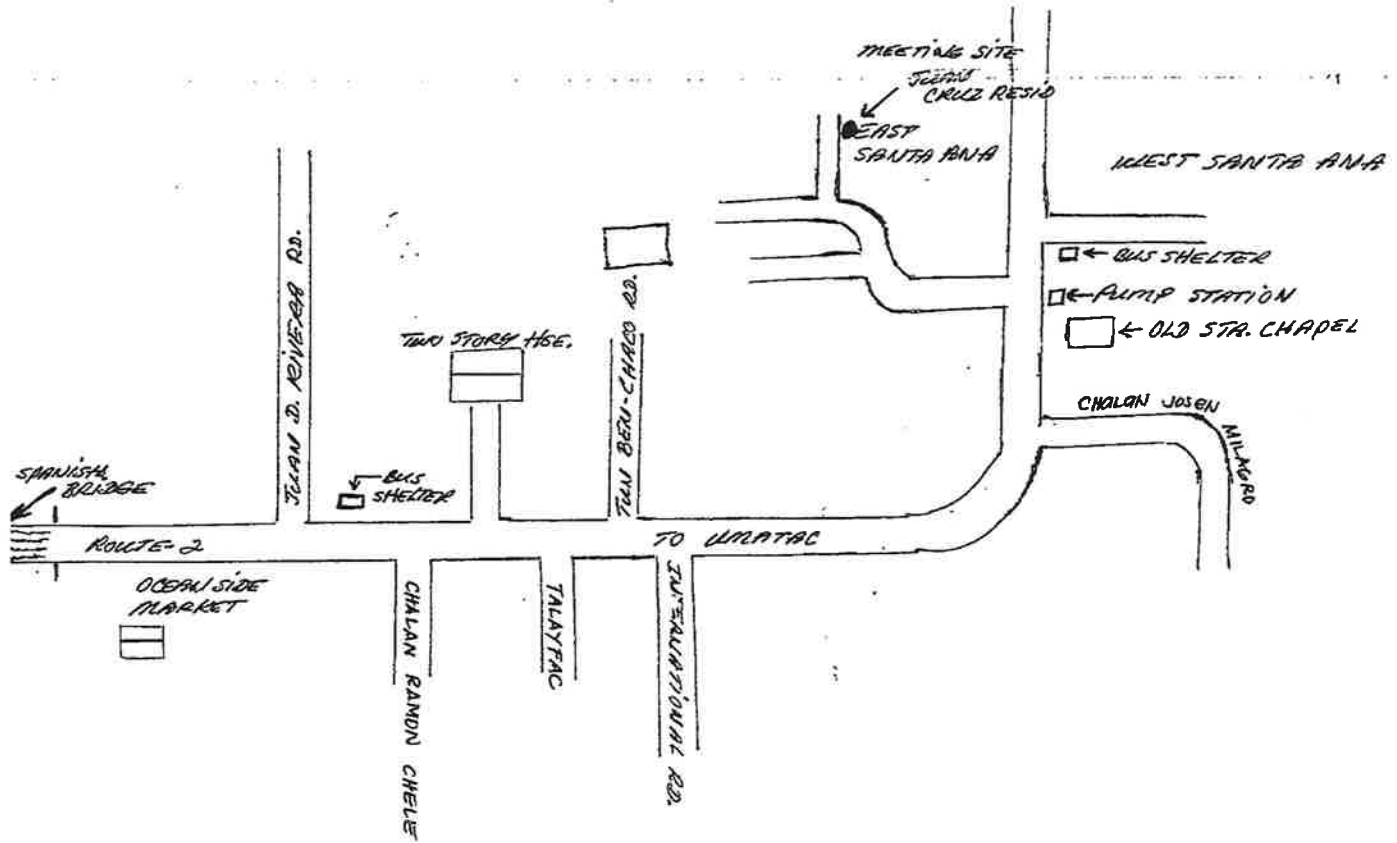 MEETING SITE
JUAN
CRUZ RESID
EAST
SANTA ANA
WEST SANTA ANA
← BUS SHELTER
← PUMP STATION
← OLD STA. CHAPEL
CHALAN JOSEN
MILAGRO
TWO STORY HSE.
TUN BEN-CHACO RD.
JUAN D. RIVERA RD.
SPANISH
BRIDGE
← BUS
SHELTER
ROUTE-2
TO UMATAC
OCEAN SIDE
MARKET
CHALAN RAMON CHELE
TALAYFAC
INTERNATIONAL RD.